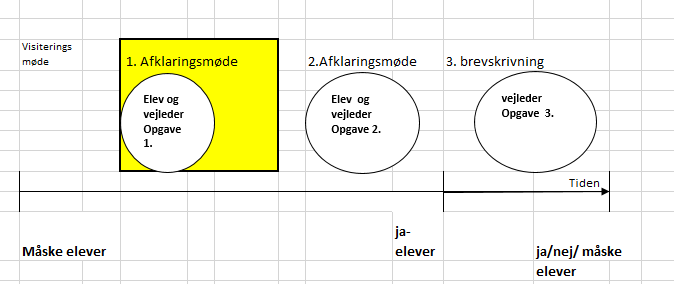 Visiterings
møde
1. Afklaringsmøde
2.Afklaringsmøde
3. brevskrivning
Elev og
vejleder
Opgave
1.
Elev og
vejleder
Opgave 2.
vejleder
Opgave 3.
Tiden
Måske elever
ja-
elever
ja/nej/ måske
elever